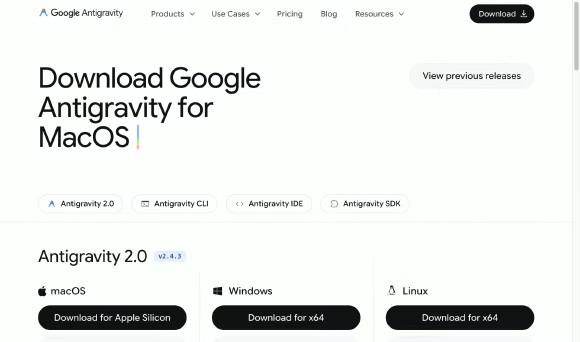 Google Antigravity
Products
Use Cases
Pricing
Blog
Resources
Download
Download Google
Antigravity for
MacOS
View previous releases
Antigravity 2.0
Antigravity CLI
Antigravity IDE
Antigravity SDK
Antigravity 2.0 v2.4.3
macOS
Windows
Linux
Download for Apple Silicon
Download for x64
Download for x64